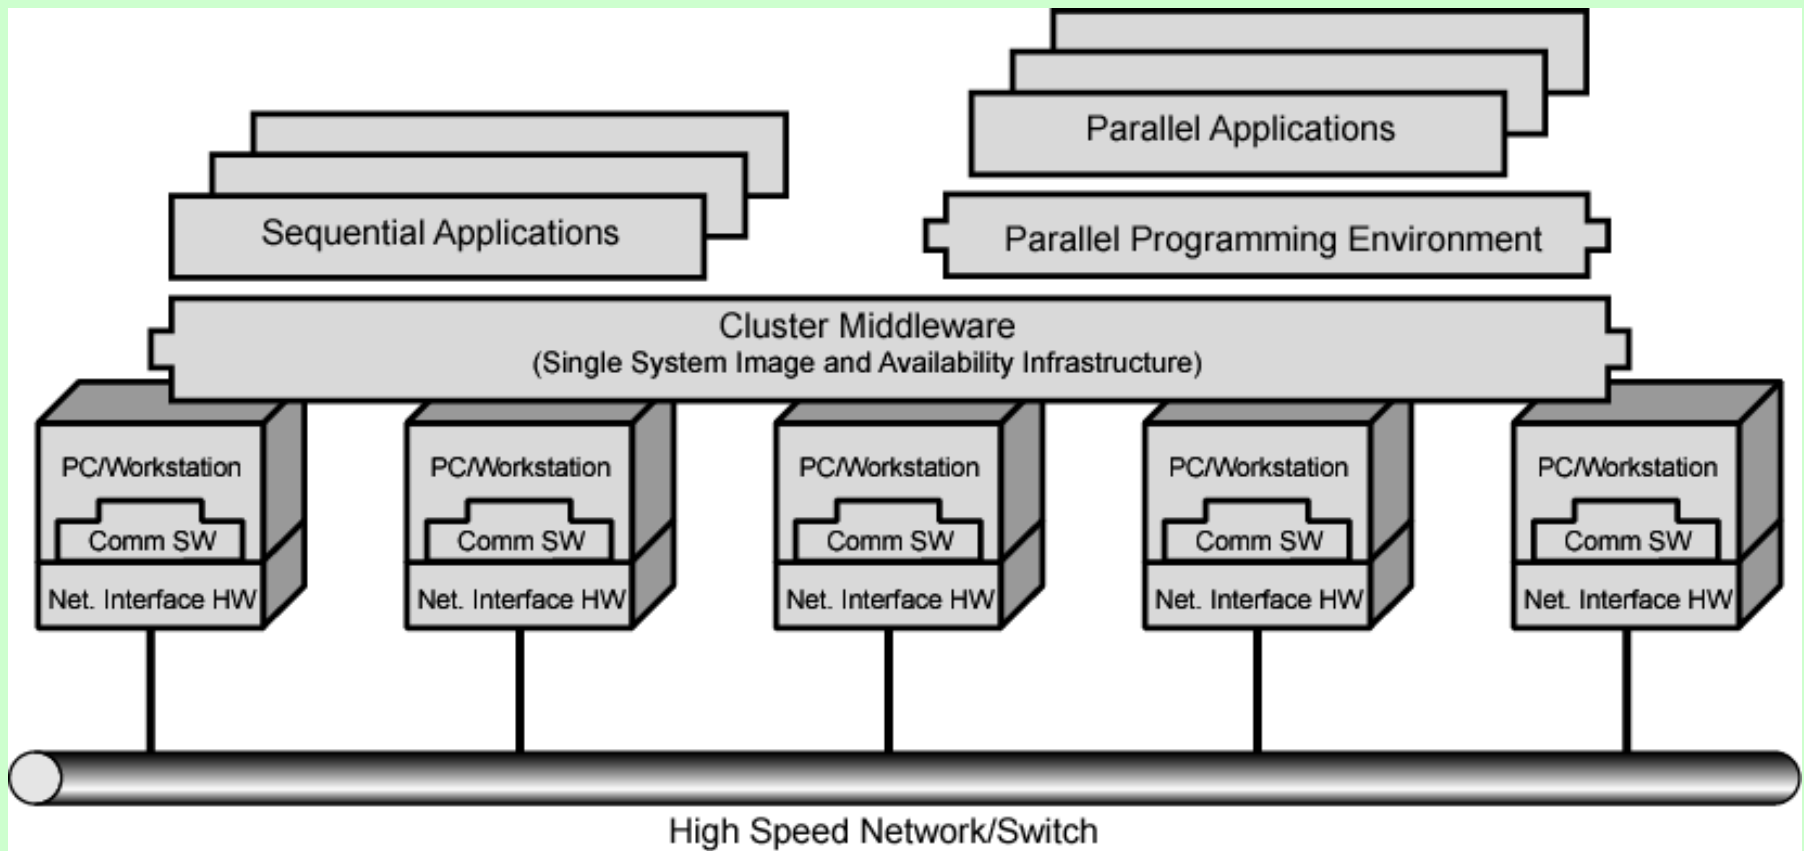 Parallel Applications
Sequential Applications
Parallel Programming Environment
Cluster Middleware
(Single System Image and Availability Infrastructure)
PC/Workstation PC/Workstation PC/Workstation PC/Workstation PC/Workstation
Comm SW Comm SW Comm SW Comm SW Comm SW
Net. Interface HW Net. Interface HW Net. Interface HW Net. Interface HW Net. Interface HW
High Speed Network/Switch